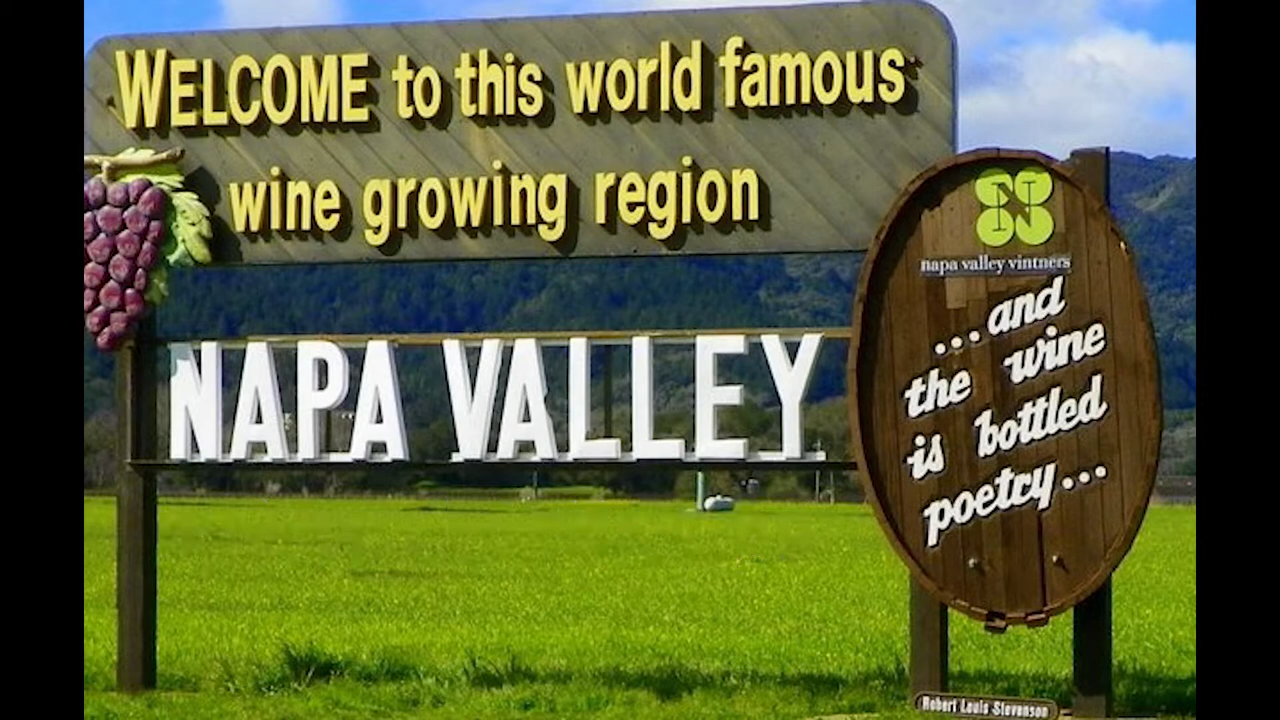 WELCOME to this world famous
wine growing region
NAPA VALLEY
N
napa valley vintners
...and
the wine
is bottled
poetry...
Robert Louis Stevenson